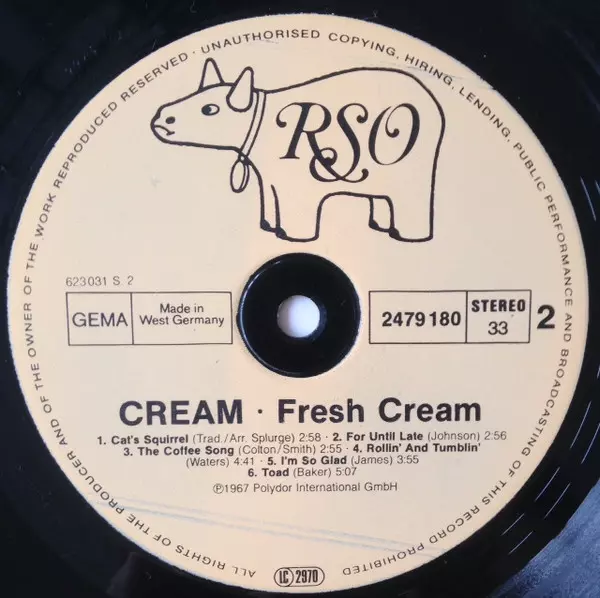 ALL RIGHTS OF THE PRODUCER AND OF THE OWNER OF THE WORK REPRODUCED RESERVED · UNAUTHORISED COPYING, HIRING, LENDING, PUBLIC PERFORMANCE AND BROADCASTING OF THIS RECORD PROHIBITED
RSO
623031 S. 2
GEMA
Made in
West Germany
2479 180
STEREO
33
2
CREAM · Fresh Cream
1. Cat's Squirrel (Trad./Arr. Splurge) 2:58 · 2. For Until Late (Johnson) 2:56
3. The Coffee Song (Colton/Smith) 2:55 · 4. Rollin' And Tumblin'
(Waters) 4:41 · 5. I'm So Glad (James) 3:55
6. Toad (Baker) 5:07
Ⓟ1967 Polydor International GmbH
LC 2970